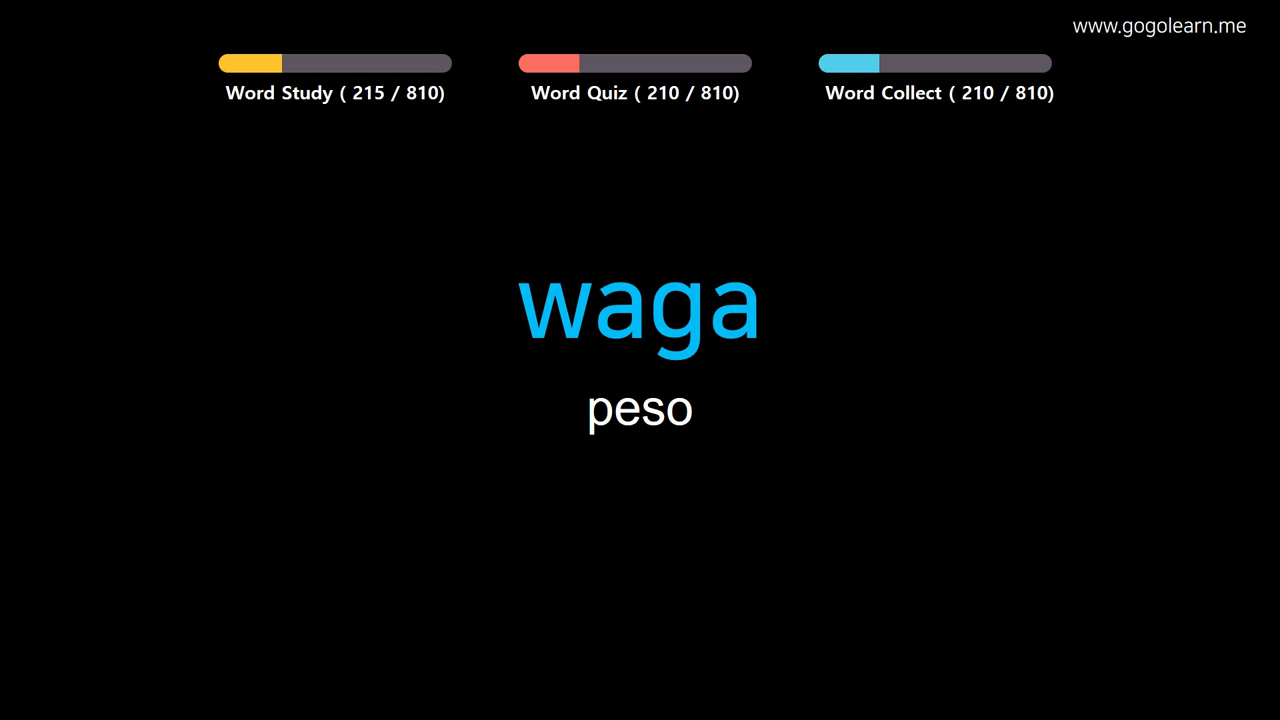 www.gogolearn.me
Word Study ( 215 / 810)
Word Quiz ( 210 / 810)
Word Collect ( 210 / 810)
waga
peso